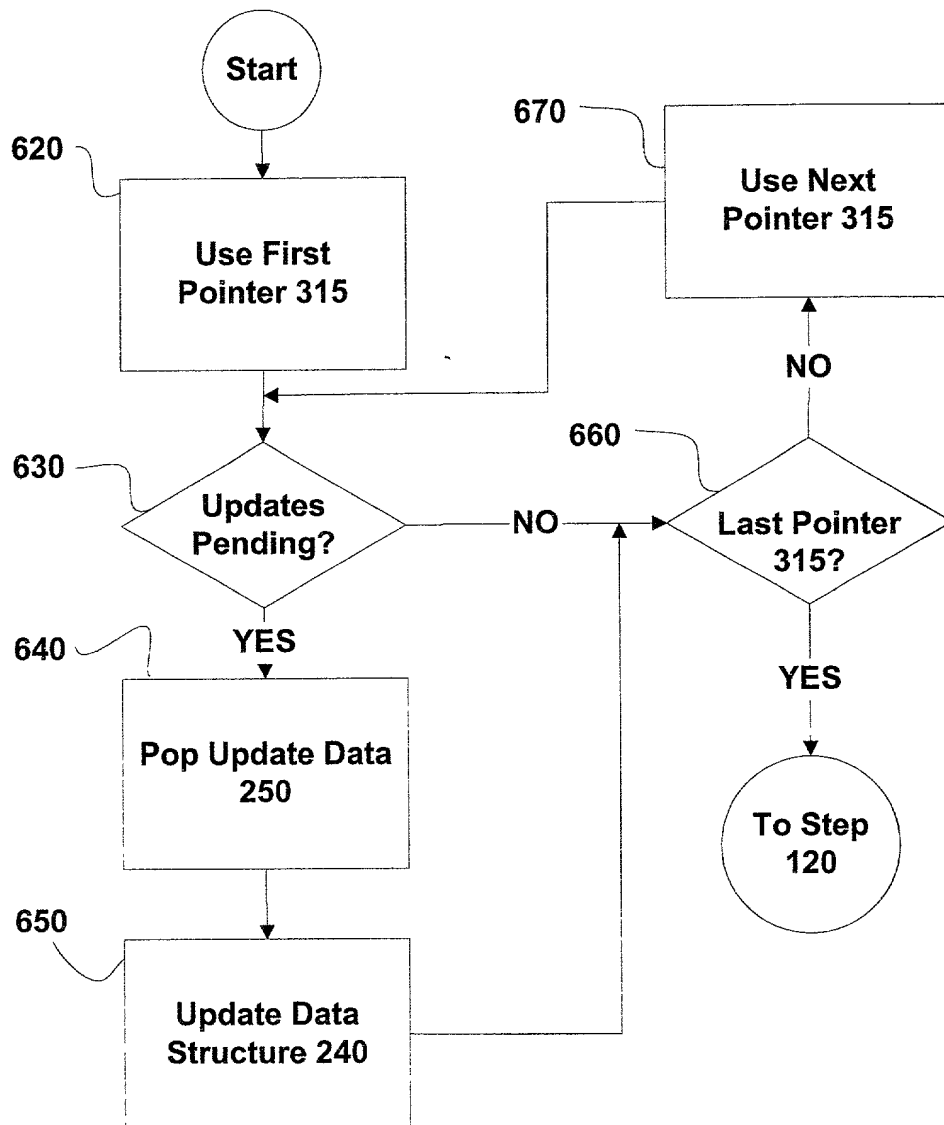 Start
620
Use First
Pointer 315
670
Use Next
Pointer 315
NO
630
Updates
Pending?
NO
660
Last Pointer
315?
YES
640
Pop Update Data
250
YES
To Step
120
650
Update Data
Structure 240